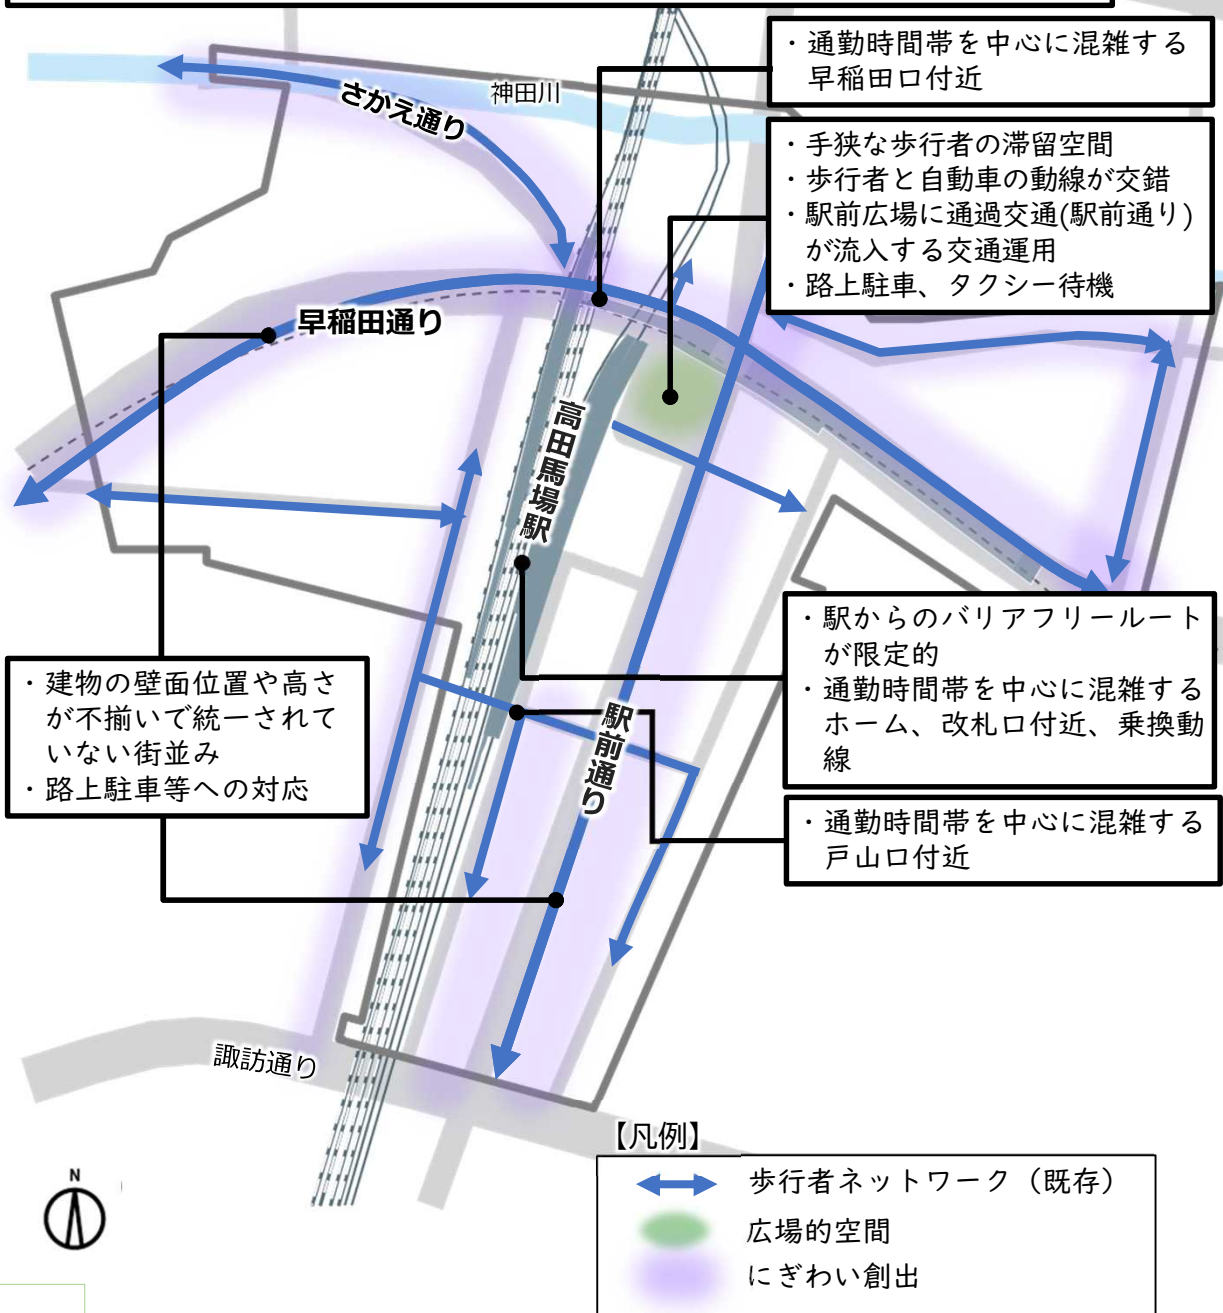 ・通勤時間帯を中心に混雑する
早稲田口付近
神田川
さかえ通り
・手狭な歩行者の滞留空間
・歩行者と自動車の動線が交錯
・駅前広場に通過交通(駅前通り)
が流入する交通運用
・路上駐車、タクシー待機
早稲田通り
高田馬場駅
・駅からのバリアフリールート
が限定的
・通勤時間帯を中心に混雑する
ホーム、改札口付近、乗換動
線
・建物の壁面位置や高さ
が不揃いで統一されて
いない街並み
・路上駐車等への対応
駅前通り
・通勤時間帯を中心に混雑する
戸山口付近
諏訪通り
【凡例】
N
歩行者ネットワーク（既存）
広場的空間
にぎわい創出